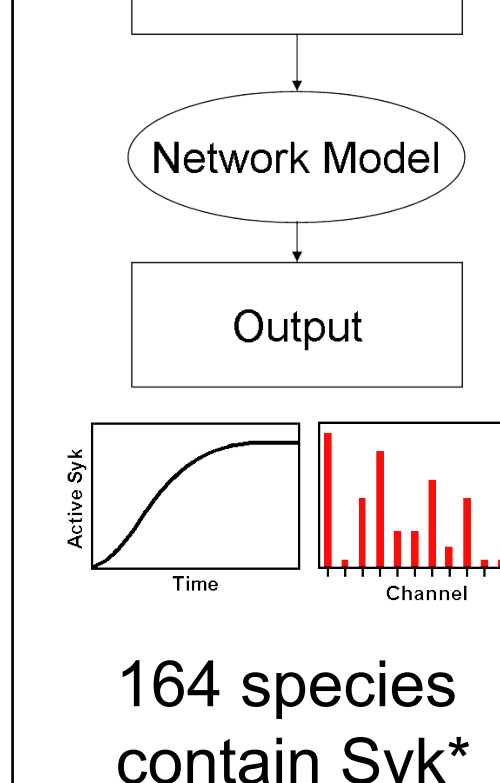 Network Model
Output
Active Syk
Time
Channel
164 species
contain Syk*